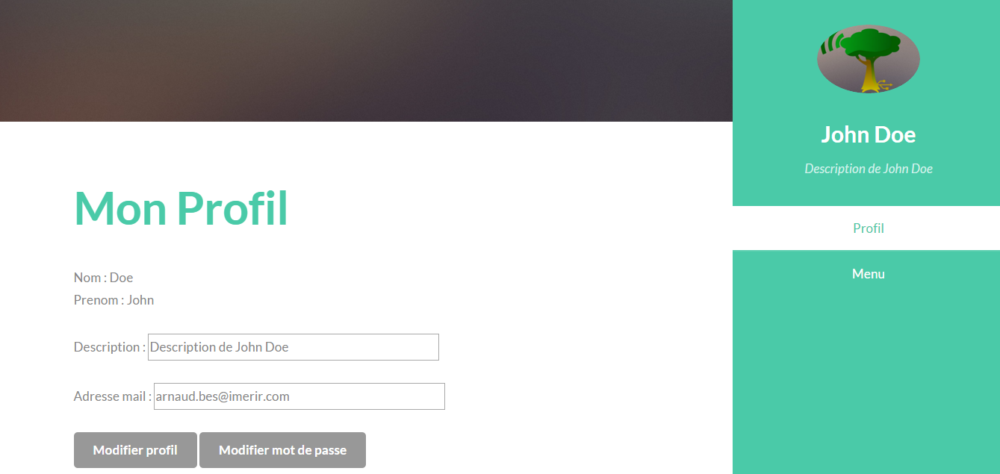 John Doe
Description de John Doe
Profil
Menu
Mon Profil
Nom : Doe
Prenom : John
Description : Description de John Doe
Adresse mail : arnaud.bes@imerir.com
Modifier profil Modifier mot de passe